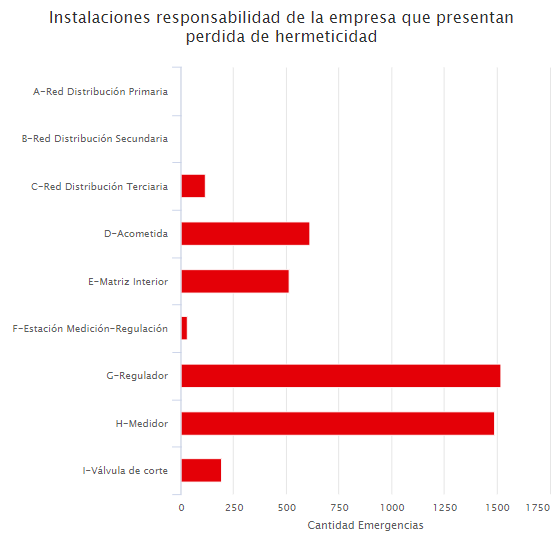 Instalaciones responsabilidad de la empresa que presentan
perdida de hermeticidad
A-Red Distribución Primaria
B-Red Distribución Secundaria
C-Red Distribución Terciaria
D-Acometida
E-Matriz Interior
F-Estación Medición-Regulación
G-Regulador
H-Medidor
I-Válvula de corte
0 250 500 750 1000 1250 1500 1750
Cantidad Emergencias